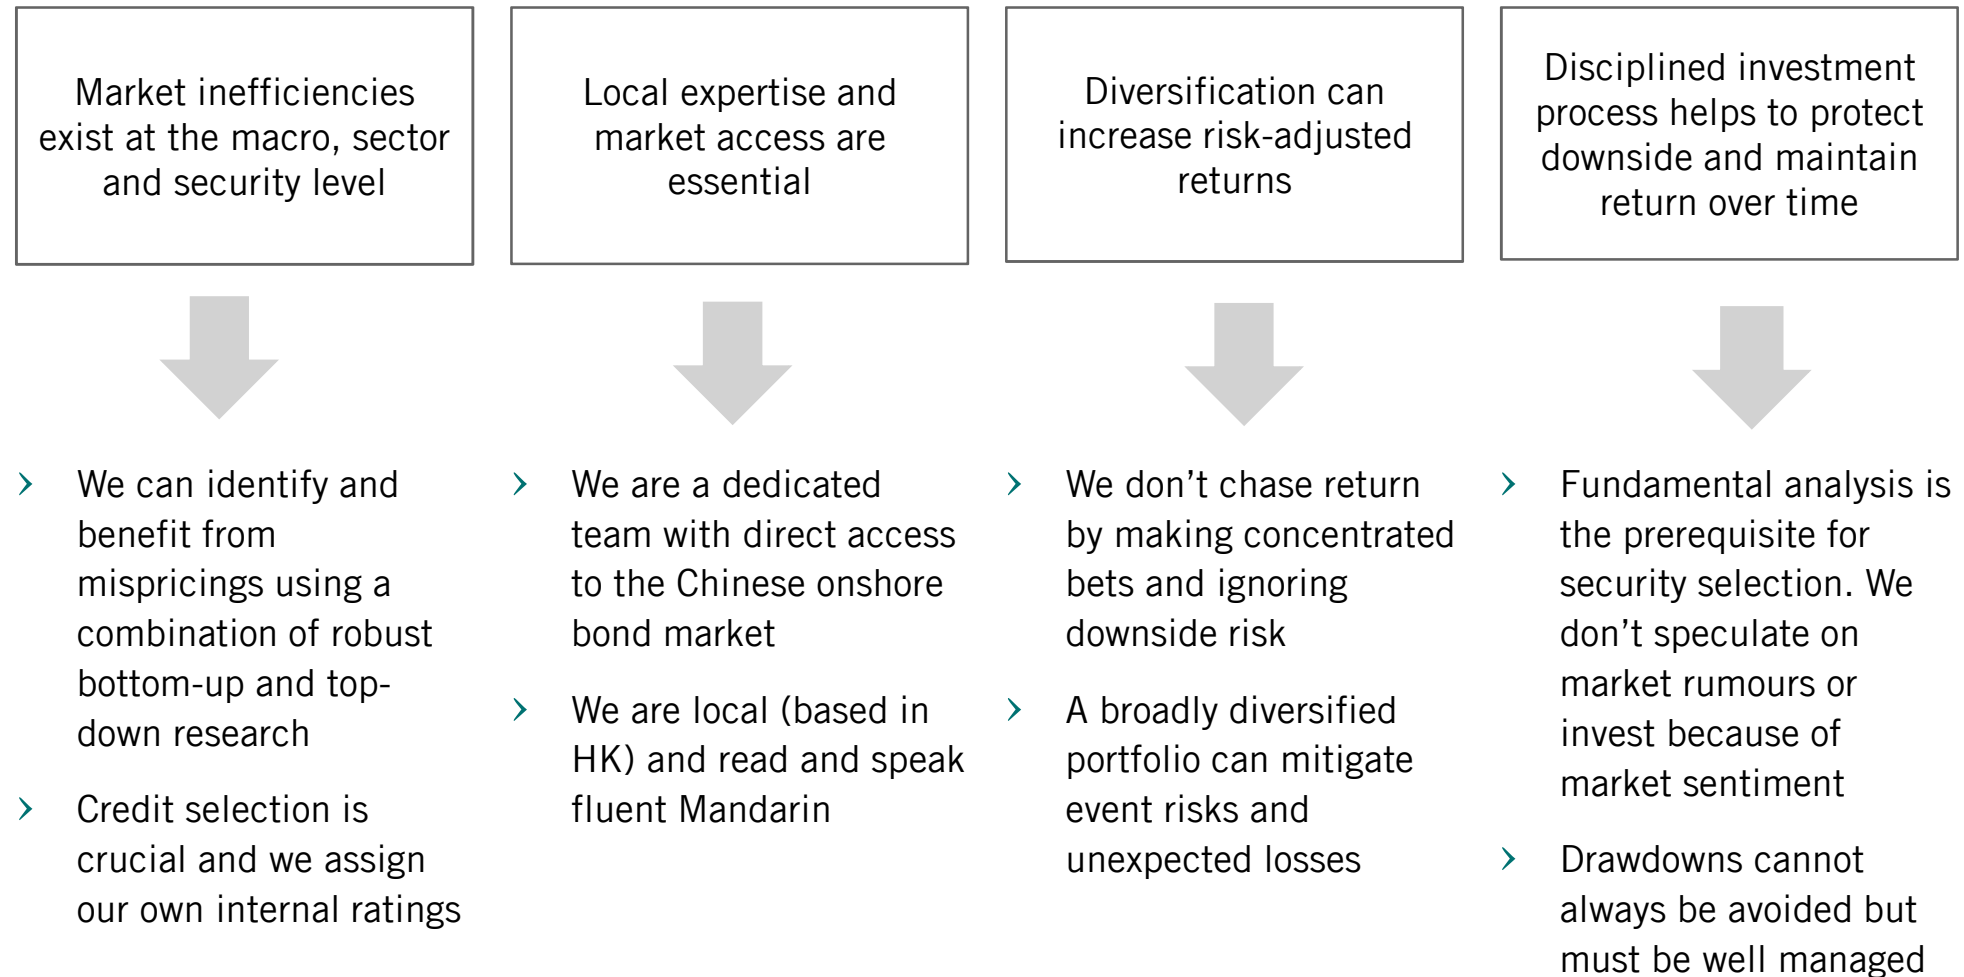 Market inefficiencies
exist at the macro, sector
and security level
Local expertise and
market access are
essential
Diversification can
increase risk-adjusted
returns
Disciplined investment
process helps to protect
downside and maintain
return over time
We can identify and
benefit from
mispricings using a
combination of robust
bottom-up and top-
down research
Credit selection is
crucial and we assign
our own internal ratings
We are a dedicated
team with direct access
to the Chinese onshore
bond market
We are local (based in
HK) and read and speak
fluent Mandarin
We don’t chase return
by making concentrated
bets and ignoring
downside risk
A broadly diversified
portfolio can mitigate
event risks and
unexpected losses
Fundamental analysis is
the prerequisite for
security selection. We
don’t speculate on
market rumours or
invest because of
market sentiment
Drawdowns cannot
always be avoided but
must be well managed